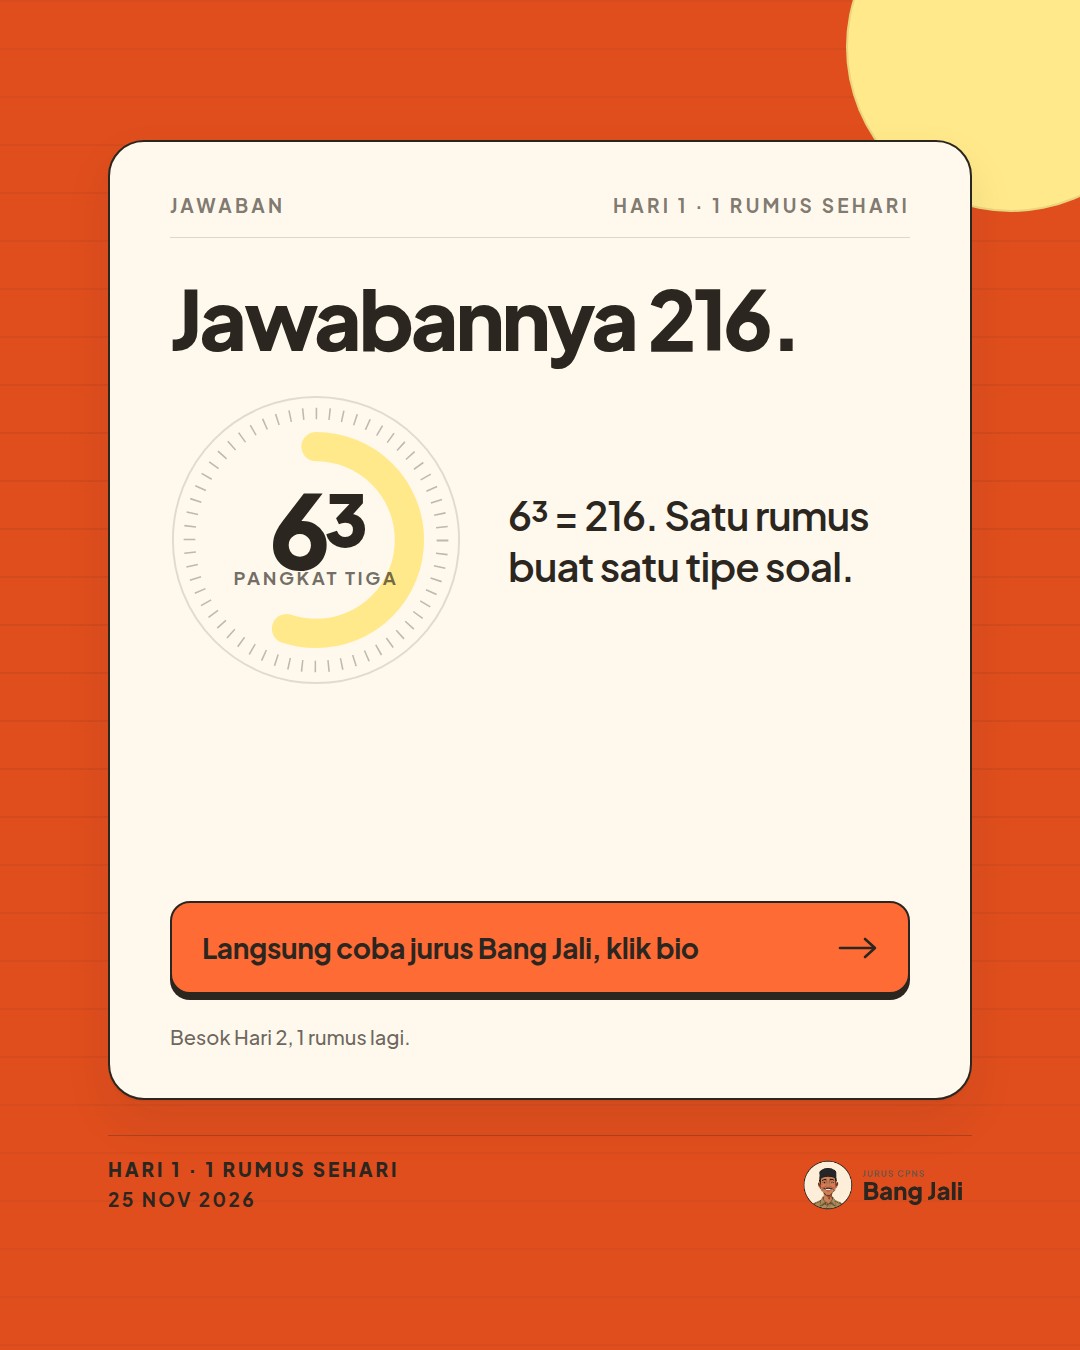 JAWABAN
HARI 1 · 1 RUMUS SEHARI
Jawabannya 216.
6³
PANGKAT TIGA
6³ = 216. Satu rumus
buat satu tipe soal.
Langsung coba jurus Bang Jali, klik bio →
Besok Hari 2, 1 rumus lagi.
HARI 1 · 1 RUMUS SEHARI
25 NOV 2026
JURUS CPNS
Bang Jali